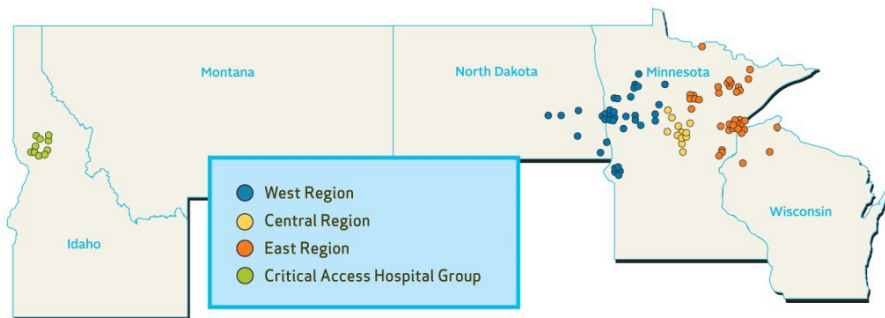 Montana
North Dakota
Minnesota
Wisconsin
Idaho
West Region
Central Region
East Region
Critical Access Hospital Group